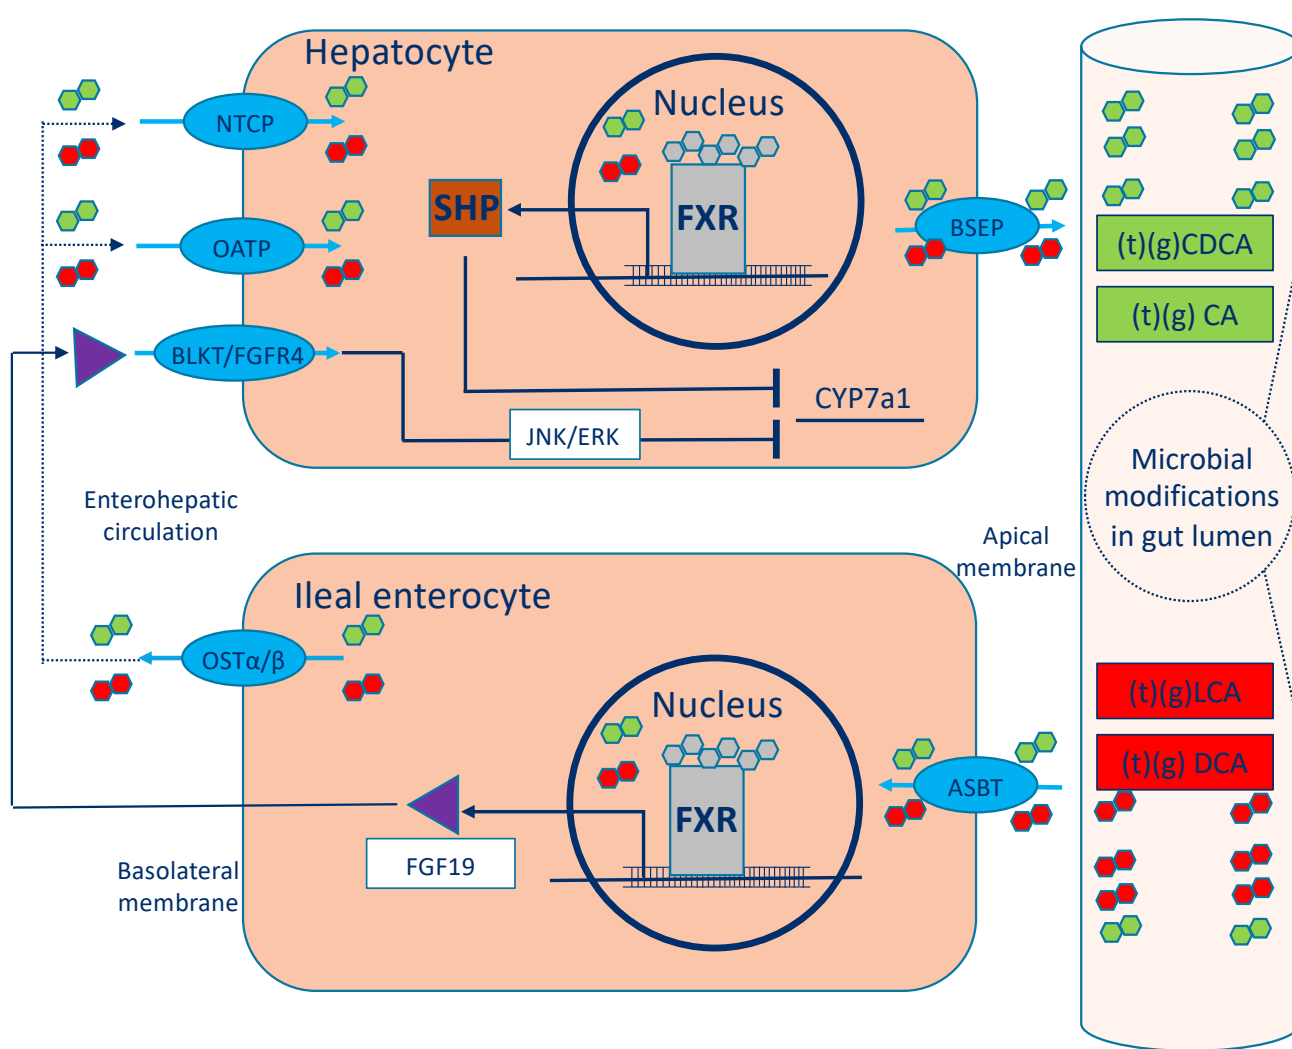 Hepatocyte
Nucleus
NTCP
SHP
FXR
BSEP
OATP
(t)(g)CDCA
(t)(g) CA
BLKT/FGFR4
CYP7a1
JNK/ERK
Microbial
modifications
in gut lumen
Enterohepatic
circulation
Apical
membrane
Ileal enterocyte
OSTα/β
Nucleus
(t)(g)LCA
(t)(g) DCA
ASBT
FXR
FGF19
Basolateral
membrane